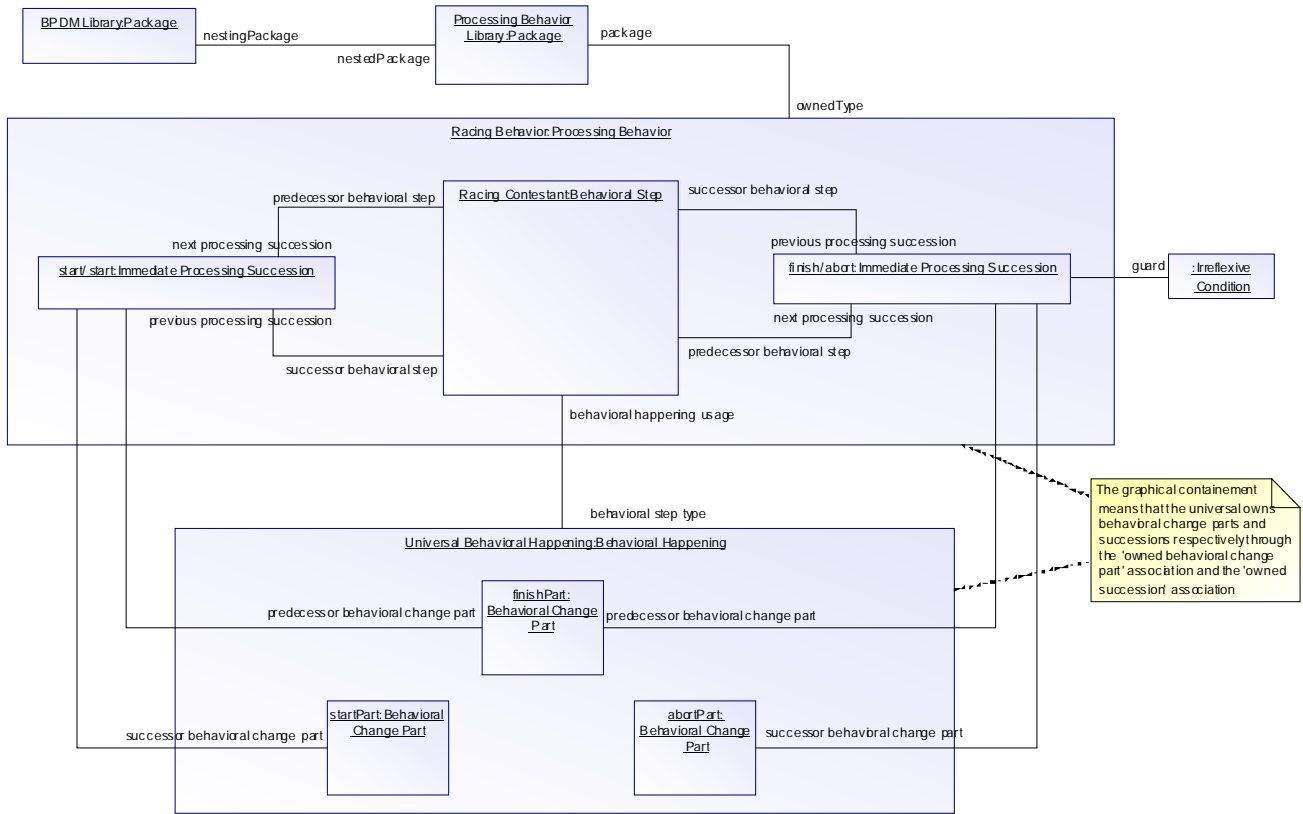 BPDM Library:Package
nestingPackage
nestedPackage
Processing Behavior
Library:Package
package
ownedType
Racing Behavior:Processing Behavior
predecessor behavioral step
Racing Contestant:Behavioral Step
successor behavioral step
next processing succession
previous processing succession
start/ start:Immediate Processing Succession
finish/abort:Immediate Processing Succession
guard
: Irreflexive
Condition
previous processing succession
next processing succession
successor behavioral step
predecessor behavioral step
behavioral happening usage
behavioral step type
The graphical containement
means that the universal owns
behavioral change parts and
successions respectively through
the 'owned behavioral change
part' association and the 'owned
succession' association
Universal Behavioral Happening:Behavioral Happening
predecessor behavioral change part
finishPart:
Behavioral Change
Part
predecessor behavioral change part
successor behavioral change part
startPart:Behavioral
Change Part
abortPart:
Behavioral Change
Part
successor behavioral change part